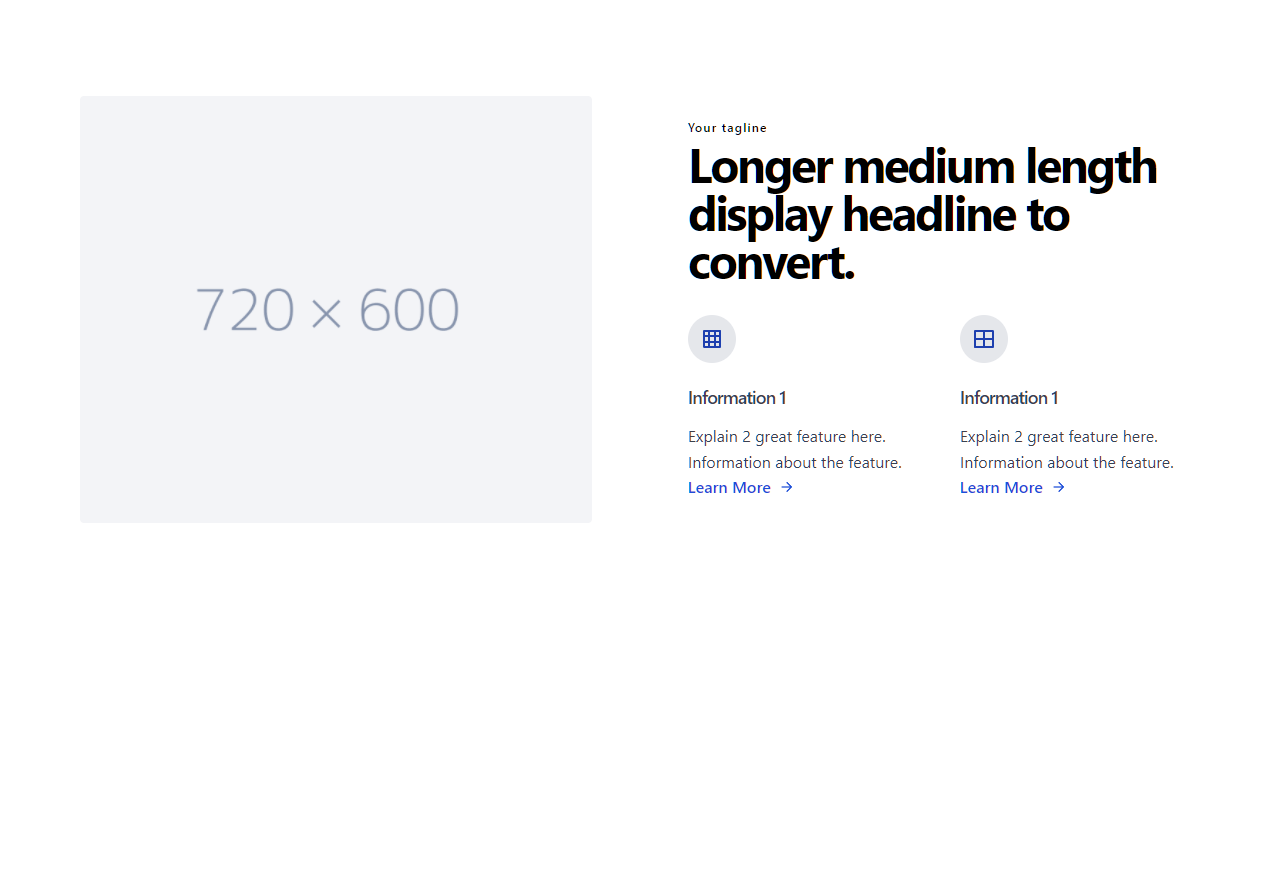 720 × 600
Your tagline
Longer medium length
display headline to
convert.
Information 1
Explain 2 great feature here.
Information about the feature.
Learn More →
Information 1
Explain 2 great feature here.
Information about the feature.
Learn More →